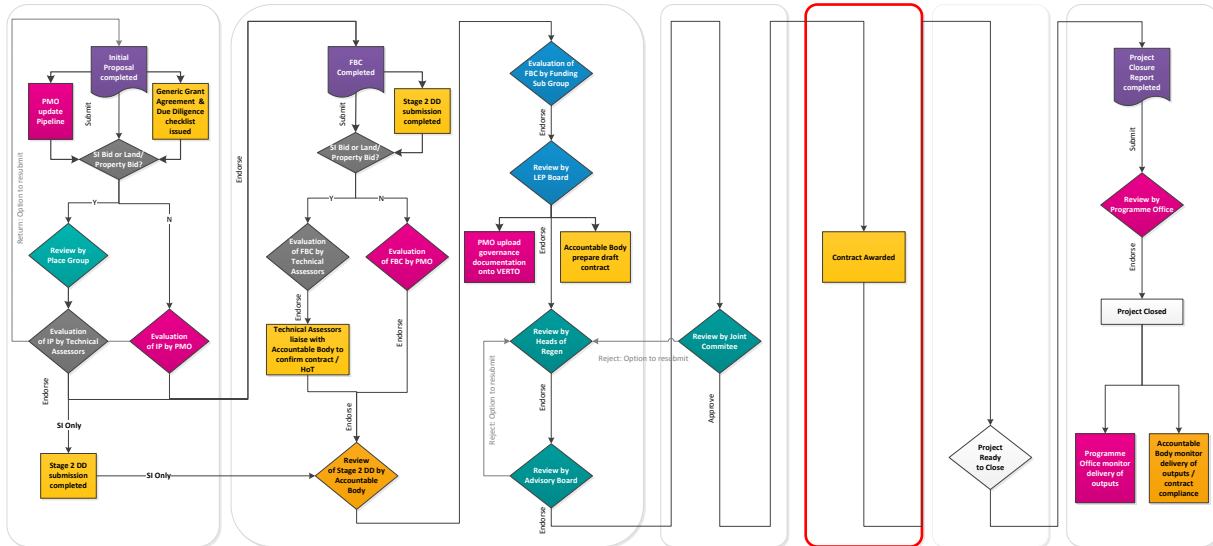 Initial
Proposal
completed
PMO
update
Pipeline
Submit
Generic Grant
Agreement &
Due Diligence
checklist
issued
SI Bid or Land/
Property Bid?
Return: Option to resubmit
Y
N
Review by
Place Group
Evaluation
of IP by Technical
Assessors
Evaluation
of IP by PMO
Endorse
SI Only
Stage 2 DD
submission
completed
SI Only
Endorse
FBC
Completed
Submit
Stage 2 DD
submission
completed
SI Bid or Land/
Property Bid?
Y
N
Evaluation
of FBC by
Technical
Assessors
Evaluation
of FBC by PMO
Endorse
Endorse
Technical Assessors
liaise with
Accountable Body to
confirm contract /
HoT
Endorse
Review
of Stage 2 DD by
Accountable
Body
Evaluation of
FBC by Funding
Sub Group
Endorse
Review by
LEP Board
PMO upload
governance
documentation
onto VERTO
Endorse
Accountable Body
prepare draft
contract
Review by
Heads of
Regen
Reject: Option to resubmit
Endorse
Review by
Advisory Board
Endorse
Reject: Option to resubmit
Review by Joint
Commitee
Approve
Contract Awarded
Project
Ready
to Close
Project
Closure
Report
completed
Submit
Review by
Programme Office
Endorse
Project Closed
Programme
Office monitor
delivery of
outputs
Accountable
Body monitor
delivery of
outputs /
contract
compliance